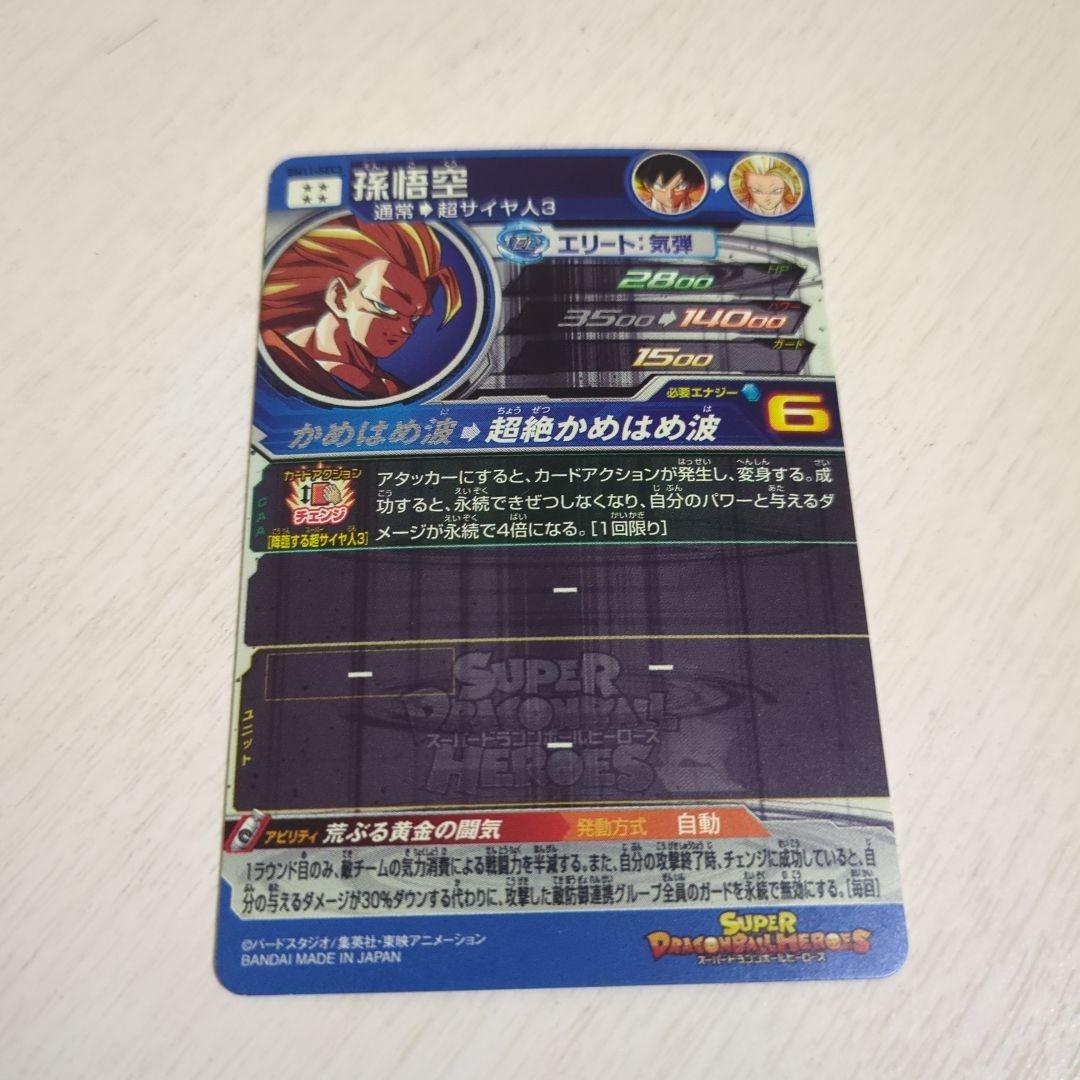 孫悟空
通常➡超サイヤ人3
エリート:気弾
HP
2800
パワー
3500➡14000
ガード
1500
必要エナジー
6
かめはめ波➡超絶かめはめ波
CAA
カードアクション
チェンジ
[降臨する超サイヤ人3]
アタッカーにすると、カードアクションが発生し、変身する。成
功すると、永続できぜつしなくなり、自分のパワーと与えるダ
メージが永続で4倍になる。[1回限り]
ー
ユニット
ー
ー
ー
SUPER
DRAGONBALL
スーパードラゴンボールヒーローズ
HEROES
アビリティ 荒ぶる黄金の闘気
発動方式 自動
1ラウンド目のみ、敵チームの気力消費による戦闘力を半減する。また、自分の攻撃終了時、チェンジに成功していると、自
分の与えるダメージが30%ダウンする代わりに、攻撃した敵防御連携グループ全員のガードを永続で無効にする。[毎回]
©バードスタジオ/集英社・東映アニメーション
BANDAI MADE IN JAPAN
SUPER
DRAGONBALL HEROES
スーパードラゴンボールヒーローズ